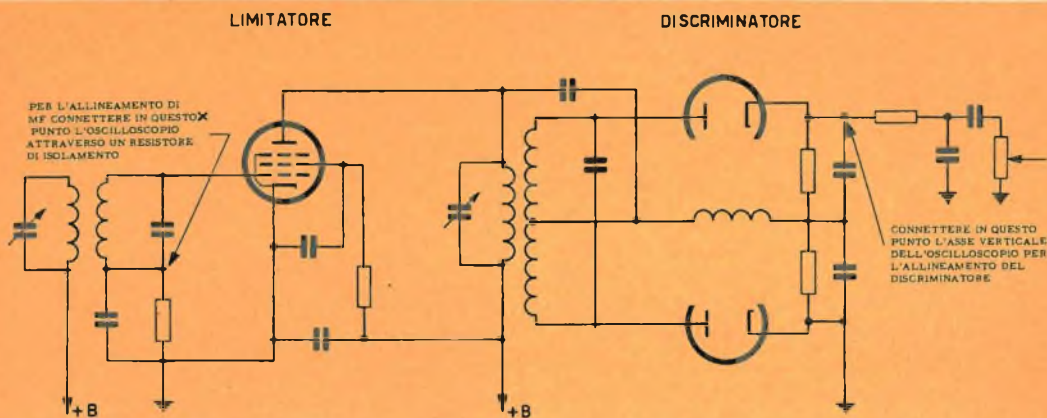 LIMITATORE
DISCRIMINATORE
PER L'ALLINEAMENTO DI
MF CONNETTERE IN QUESTO X
PUNTO L'OSCILLOSCOPIO
ATTRAVERSO UN RESISTORE
DI ISOLAMENTO
CONNETTERE IN QUESTO
PUNTO L'ASSE VERTICALE
DELL'OSCILLOSCOPIO PER
L'ALLINEAMENTO DEL
DISCRIMINATORE
+B
+B